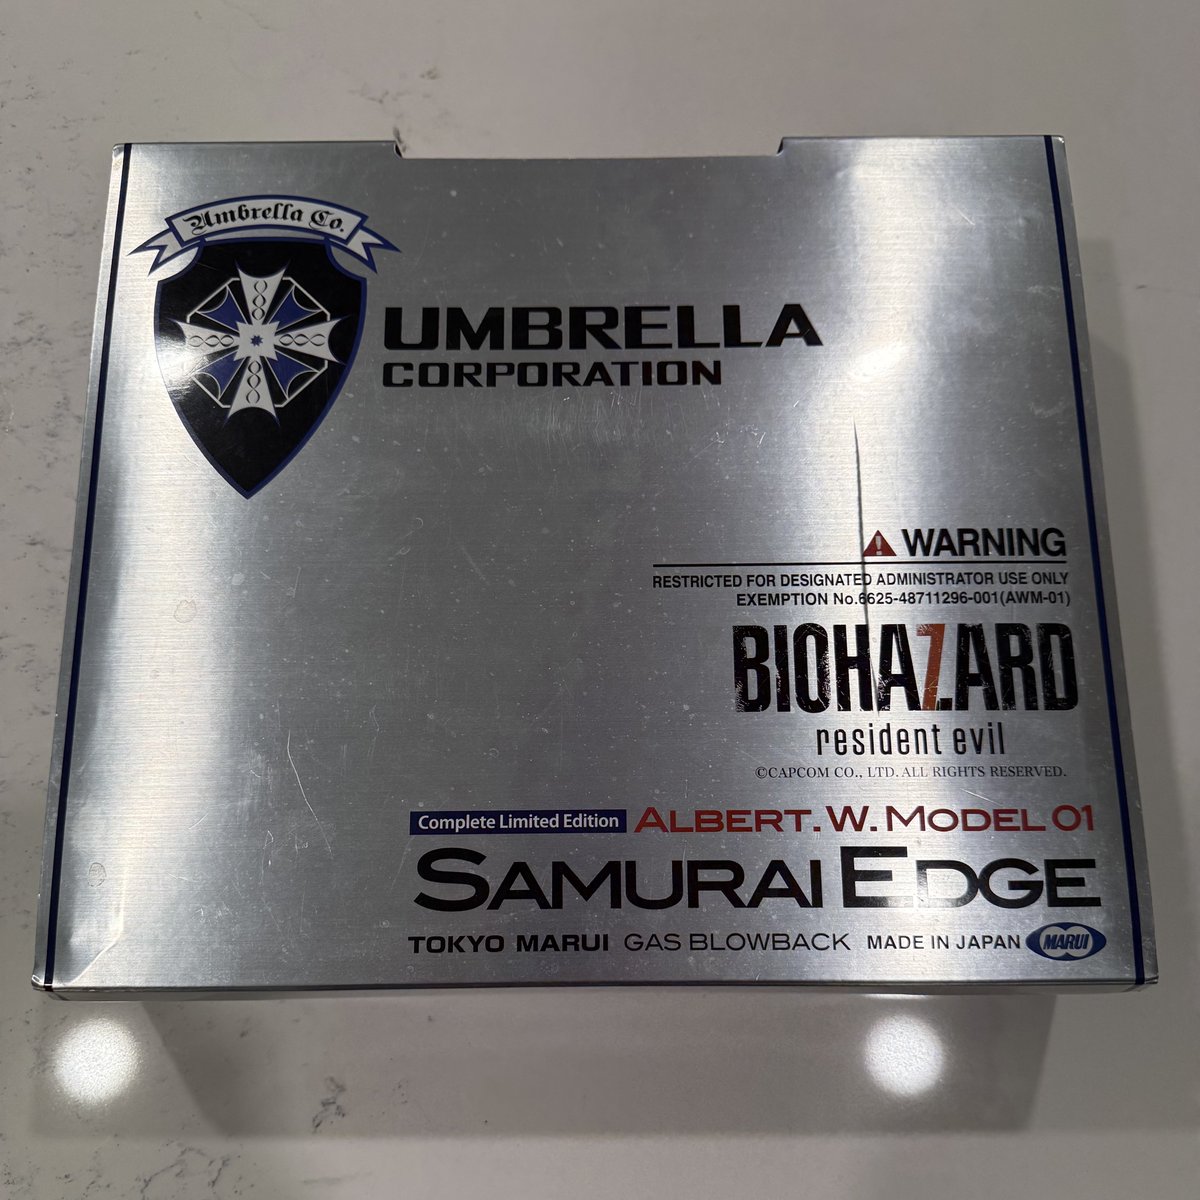 Umbrella Co.
UMBRELLA
CORPORATION
WARNING
RESTRICTED FOR DESIGNATED ADMINISTRATOR USE ONLY
EXEMPTION No.6625-48711296-001(AWM-01)
BIOHAZARD
resident evil
©CAPCOM CO., LTD. ALL RIGHTS RESERVED.
Complete Limited Edition ALBERT.W.MODEL 01
SAMURAI EDGE
TOKYO MARUI GAS BLOWBACK MADE IN JAPAN MARUI